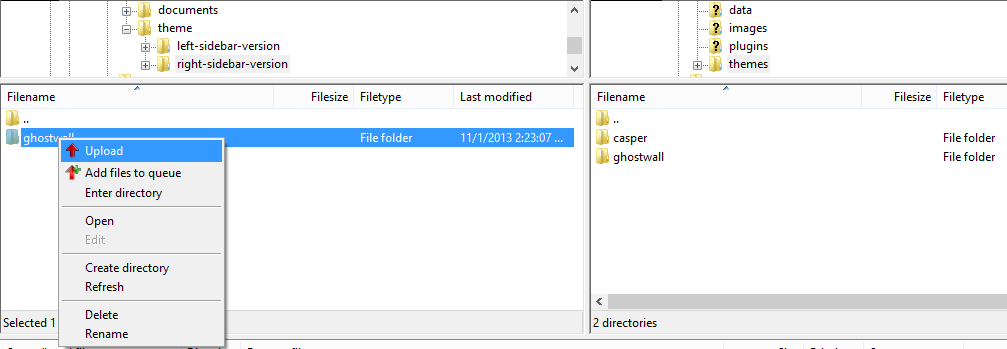 documents
theme
left-sidebar-version
right-sidebar-version
data
images
plugins
themes
Filename Filesize Filetype Last modified
..
ghostwall File folder 11/1/2013 2:23:07 ...
Upload
Add files to queue
Enter directory
Open
Edit
Create directory
Refresh
Delete
Rename
Selected 1
Filename Filesize Filetype
..
casper File folder
ghostwall File folder
2 directories